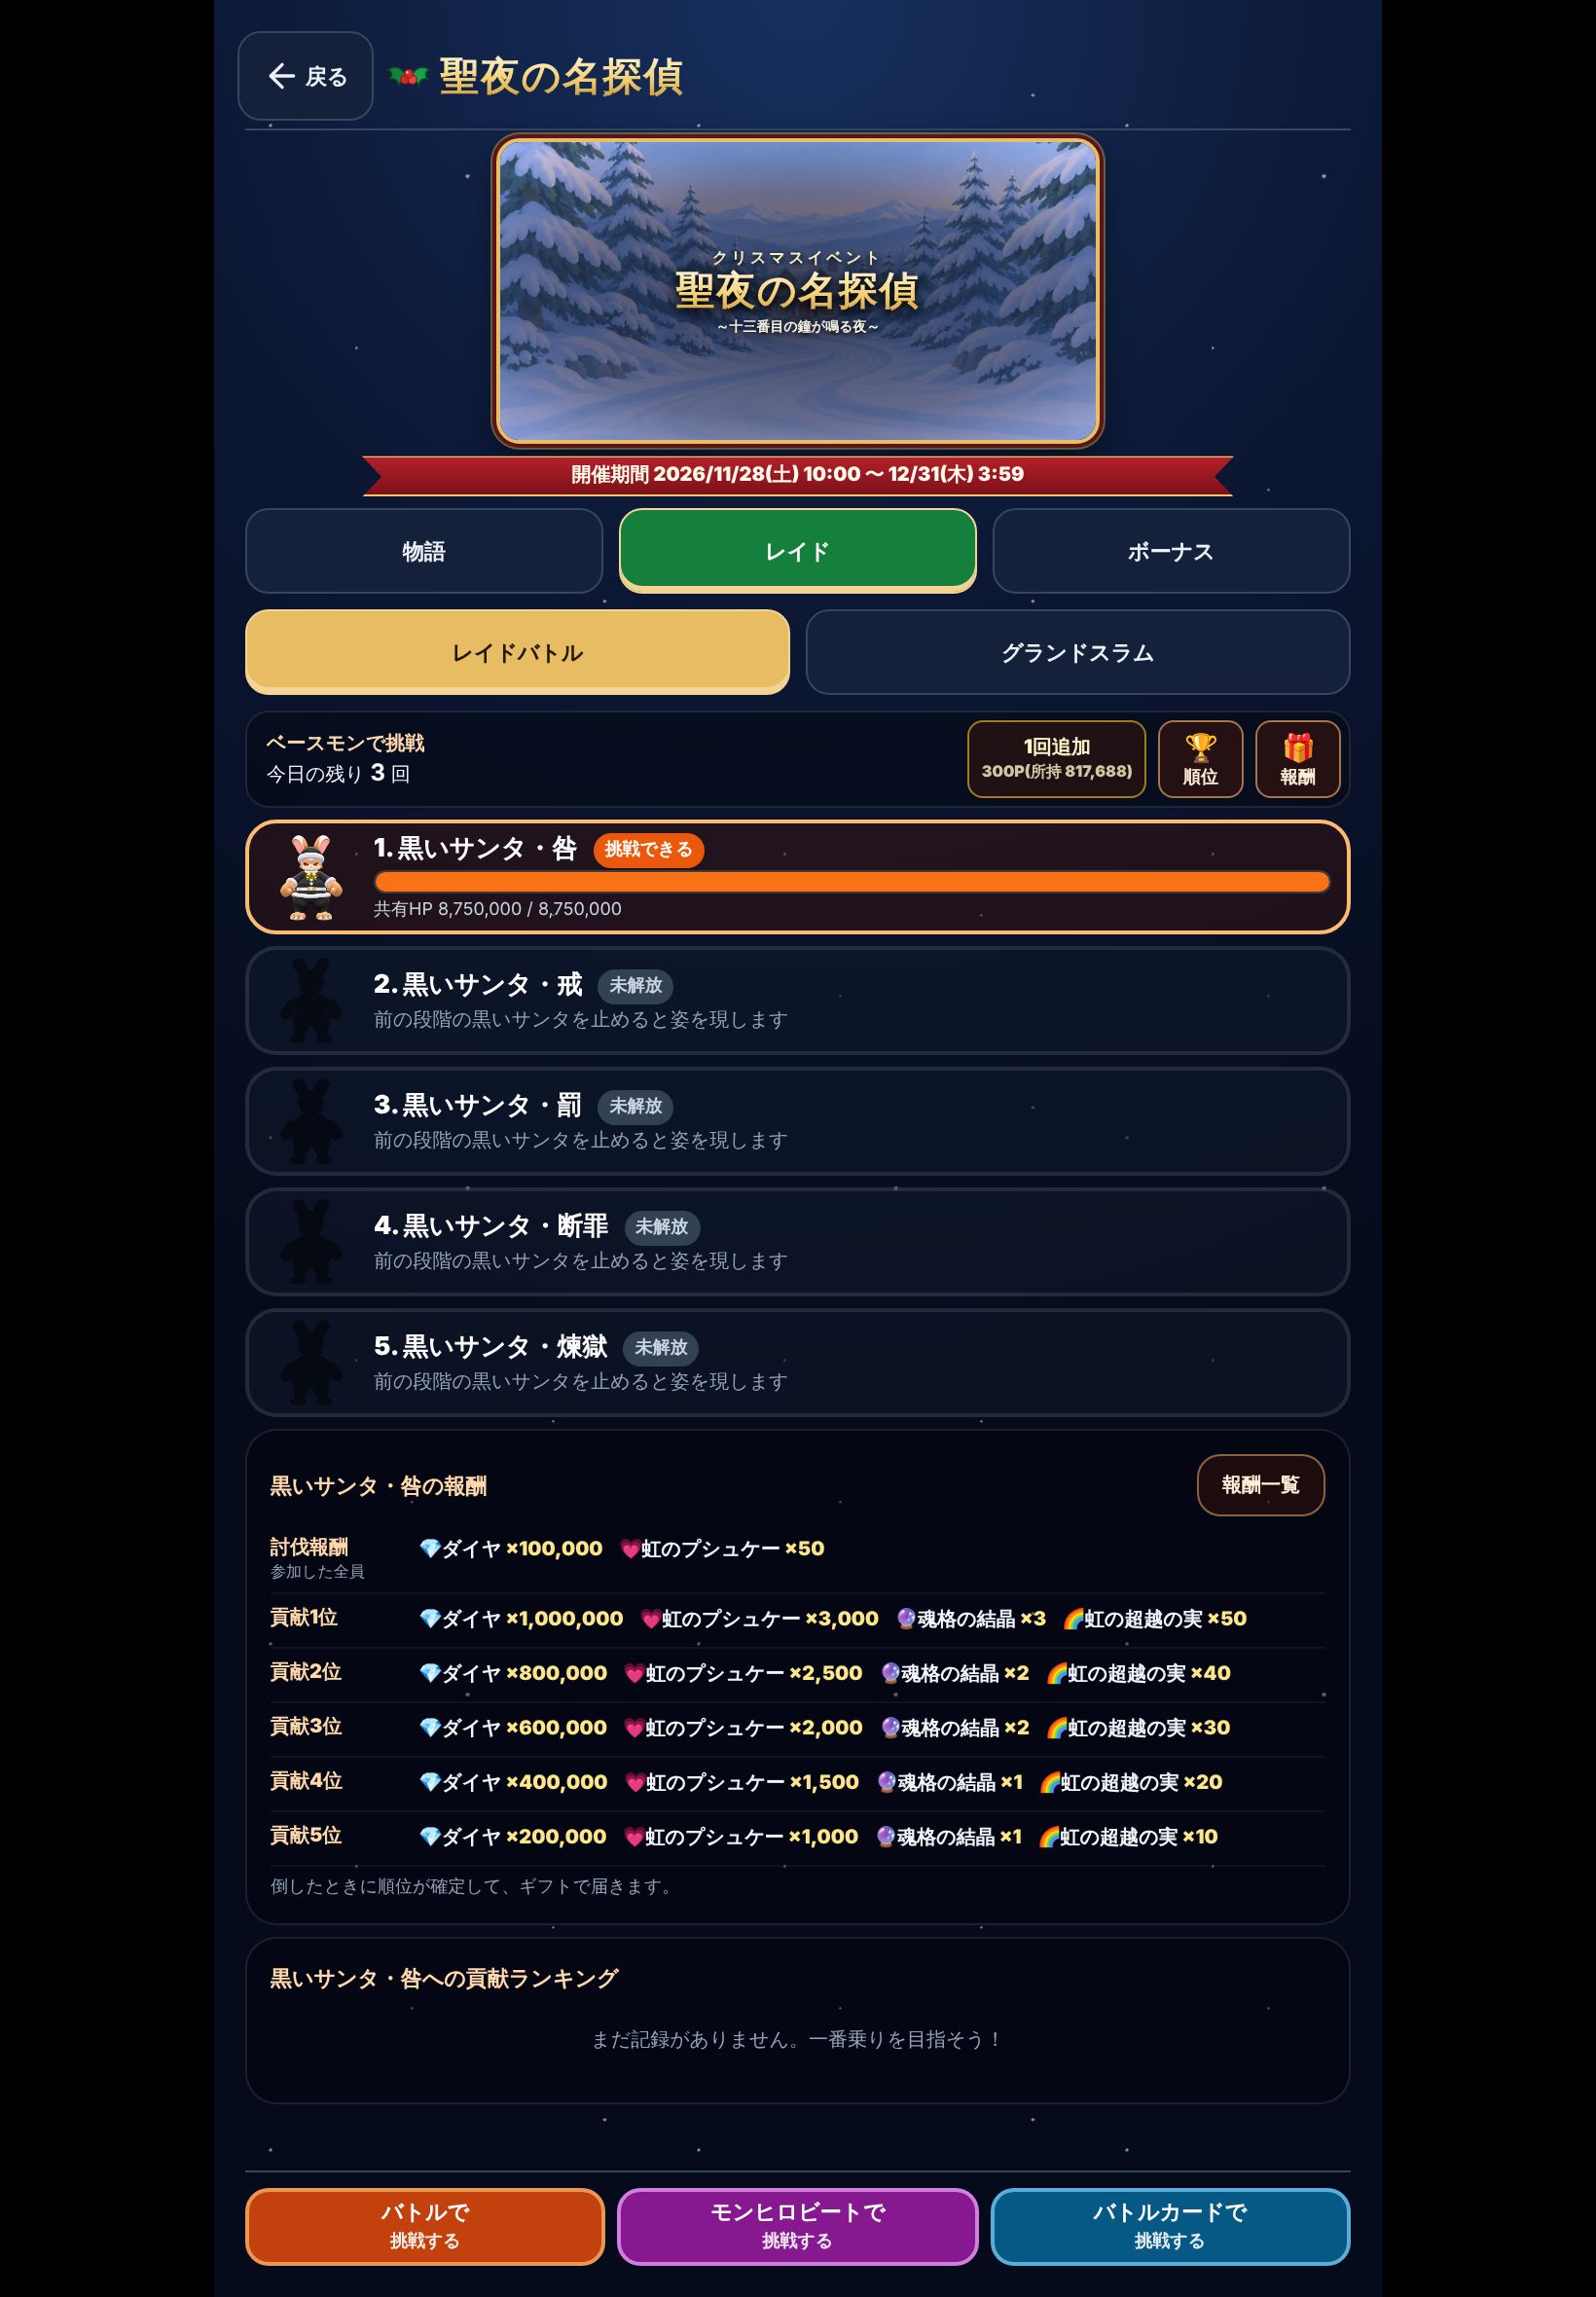 戻る
聖夜の名探偵
クリスマスイベント
聖夜の名探偵
～十三番目の鐘が鳴る夜～
開催期間 2026/11/28(土) 10:00 〜 12/31(木) 3:59
物語
レイド
ボーナス
レイドバトル
グランドスラム
ベースモンで挑戦
今日の残り 3 回
1回追加
300P(所持 817,688)
順位
報酬
1. 黒いサンタ・咎 挑戦できる
共有HP 8,750,000 / 8,750,000
2. 黒いサンタ・戒 未解放
前の段階の黒いサンタを止めると姿を現します
3. 黒いサンタ・罰 未解放
前の段階の黒いサンタを止めると姿を現します
4. 黒いサンタ・断罪 未解放
前の段階の黒いサンタを止めると姿を現します
5. 黒いサンタ・煉獄 未解放
前の段階の黒いサンタを止めると姿を現します
黒いサンタ・咎の報酬
報酬一覧
討伐報酬 ダイヤ ×100,000 虹のプシュケー ×50
参加した全員
貢献1位 ダイヤ ×1,000,000 虹のプシュケー ×3,000 魂格の結晶 ×3 虹の超越の実 ×50
貢献2位 ダイヤ ×800,000 虹のプシュケー ×2,500 魂格の結晶 ×2 虹の超越の実 ×40
貢献3位 ダイヤ ×600,000 虹のプシュケー ×2,000 魂格の結晶 ×2 虹の超越の実 ×30
貢献4位 ダイヤ ×400,000 虹のプシュケー ×1,500 魂格の結晶 ×1 虹の超越の実 ×20
貢献5位 ダイヤ ×200,000 虹のプシュケー ×1,000 魂格の結晶 ×1 虹の超越の実 ×10
倒したときに順位が確定して、ギフトで届きます。
黒いサンタ・咎への貢献ランキング
まだ記録がありません。一番乗りを目指そう！
バトルで
挑戦する
モンヒロビートで
挑戦する
バトルカードで
挑戦する